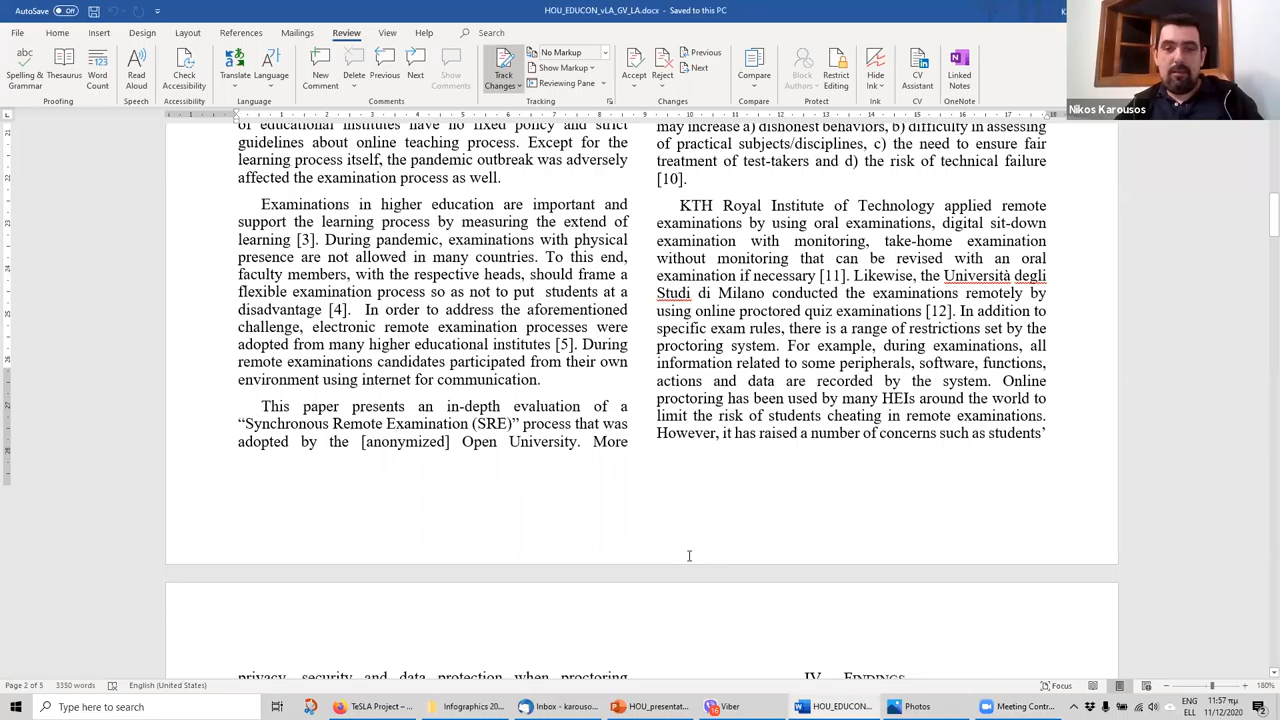 AutoSave Off
HOU_EDUCON_vLA_GV_LA.docx - Saved to this PC
File Home Insert Design Layout References Mailings Review View Help Search
Spelling & Grammar
Thesaurus
Word Count
Proofing
Read Aloud
Speech
Check Accessibility
Accessibility
Translate
Language
Language
New Comment
Delete
Previous
Next
Show Comments
Comments
Track Changes
No Markup
Show Markup
Reviewing Pane
Tracking
Accept
Reject
Previous
Next
Changes
Compare
Compare
Block Authors
Restrict Editing
Protect
Hide Ink
Ink
CV Assistant
CV
Linked Notes
OneNote
Nikos Karousos
of educational institutes have no fixed policy and strict
guidelines about online teaching process. Except for the
learning process itself, the pandemic outbreak was adversely
affected the examination process as well.
Examinations in higher education are important and
support the learning process by measuring the extend of
learning [3]. During pandemic, examinations with physical
presence are not allowed in many countries. To this end,
faculty members, with the respective heads, should frame a
flexible examination process so as not to put students at a
disadvantage [4]. In order to address the aforementioned
challenge, electronic remote examination processes were
adopted from many higher educational institutes [5]. During
remote examinations candidates participated from their own
environment using internet for communication.
This paper presents an in-depth evaluation of a
“Synchronous Remote Examination (SRE)” process that was
adopted by the [anonymized] Open University. More
may increase a) dishonest behaviors, b) difficulty in assessing
of practical subjects/disciplines, c) the need to ensure fair
treatment of test-takers and d) the risk of technical failure
[10].
KTH Royal Institute of Technology applied remote
examinations by using oral examinations, digital sit-down
examination with monitoring, take-home examination
without monitoring that can be revised with an oral
examination if necessary [11]. Likewise, the Università degli
Studi di Milano conducted the examinations remotely by
using online proctored quiz examinations [12]. In addition to
specific exam rules, there is a range of restrictions set by the
proctoring system. For example, during examinations, all
information related to some peripherals, software, functions,
actions and data are recorded by the system. Online
proctoring has been used by many HEIs around the world to
limit the risk of students cheating in remote examinations.
However, it has raised a number of concerns such as students’
privacy, security and data protection when proctoring
IV. FINDINGS
Page 2 of 5 3350 words English (United States) Focus 180%
Type here to search
TeSLA Project – ...
Infographics 20...
Inbox - karouso...
HOU_presentat...
Viber
HOU_EDUCON...
Photos
Meeting Contr...
ENG
ΕΛΛ
11:57 πμ
11/12/2020